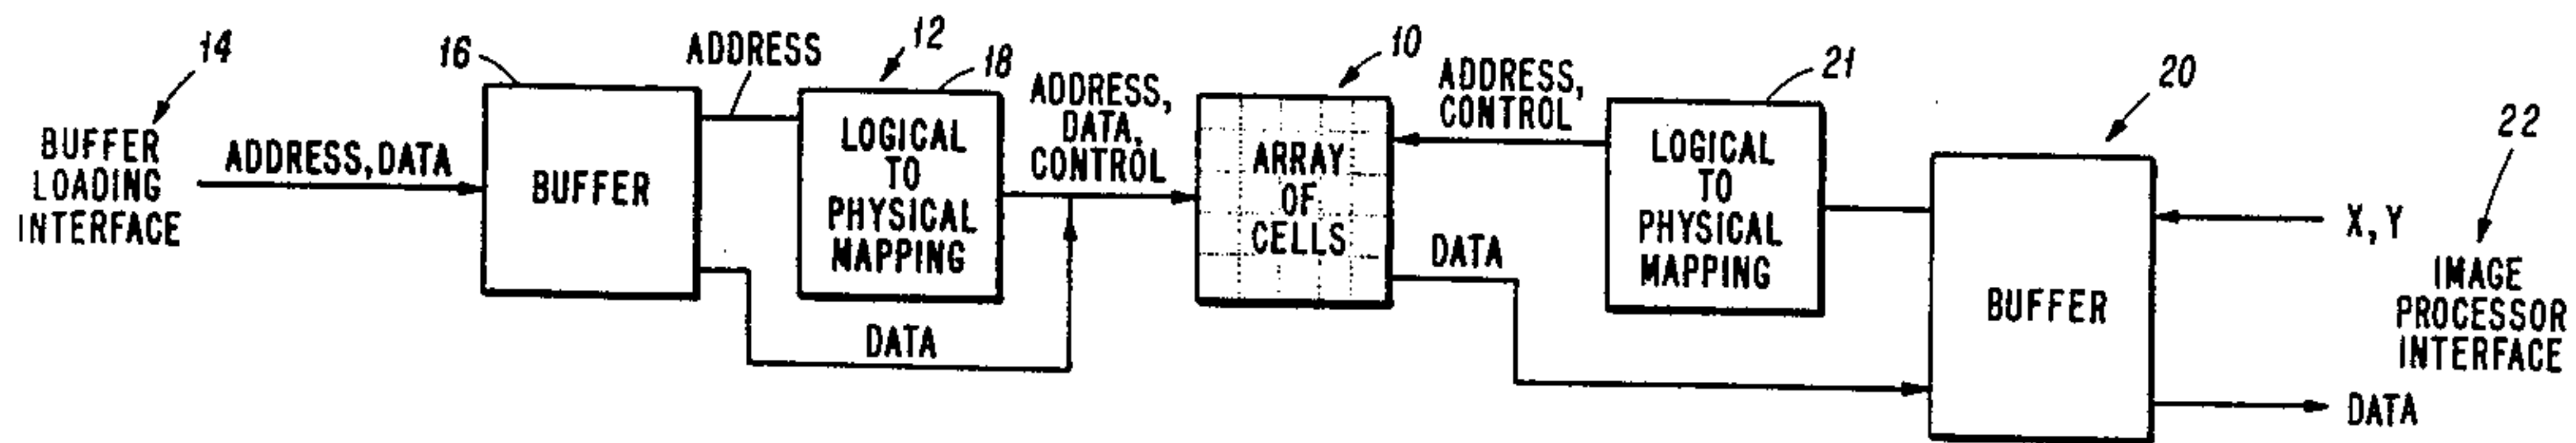 14
BUFFER
LOADING
INTERFACE
ADDRESS, DATA
16
BUFFER
ADDRESS
12
18
LOGICAL
TO
PHYSICAL
MAPPING
DATA
ADDRESS,
DATA,
CONTROL
10
ARRAY
OF
CELLS
ADDRESS,
CONTROL
DATA
21
LOGICAL
TO
PHYSICAL
MAPPING
20
BUFFER
X, Y
DATA
22
IMAGE
PROCESSOR
INTERFACE